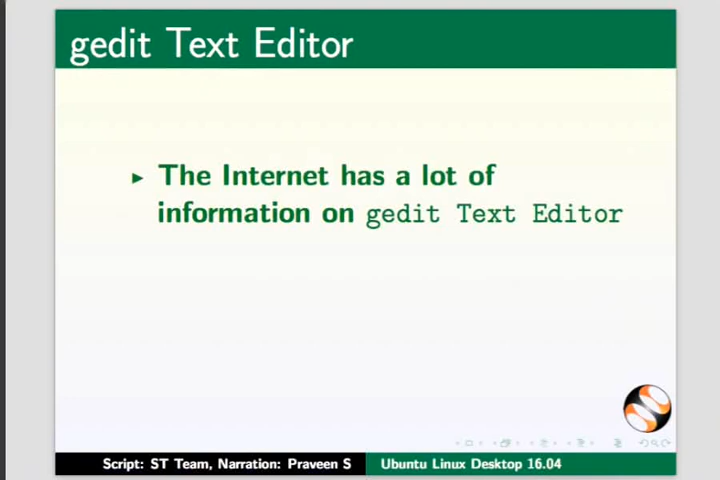 gedit Text Editor
The Internet has a lot of
information on gedit Text Editor
Script: ST Team, Narration: Praveen S
Ubuntu Linux Desktop 16.04